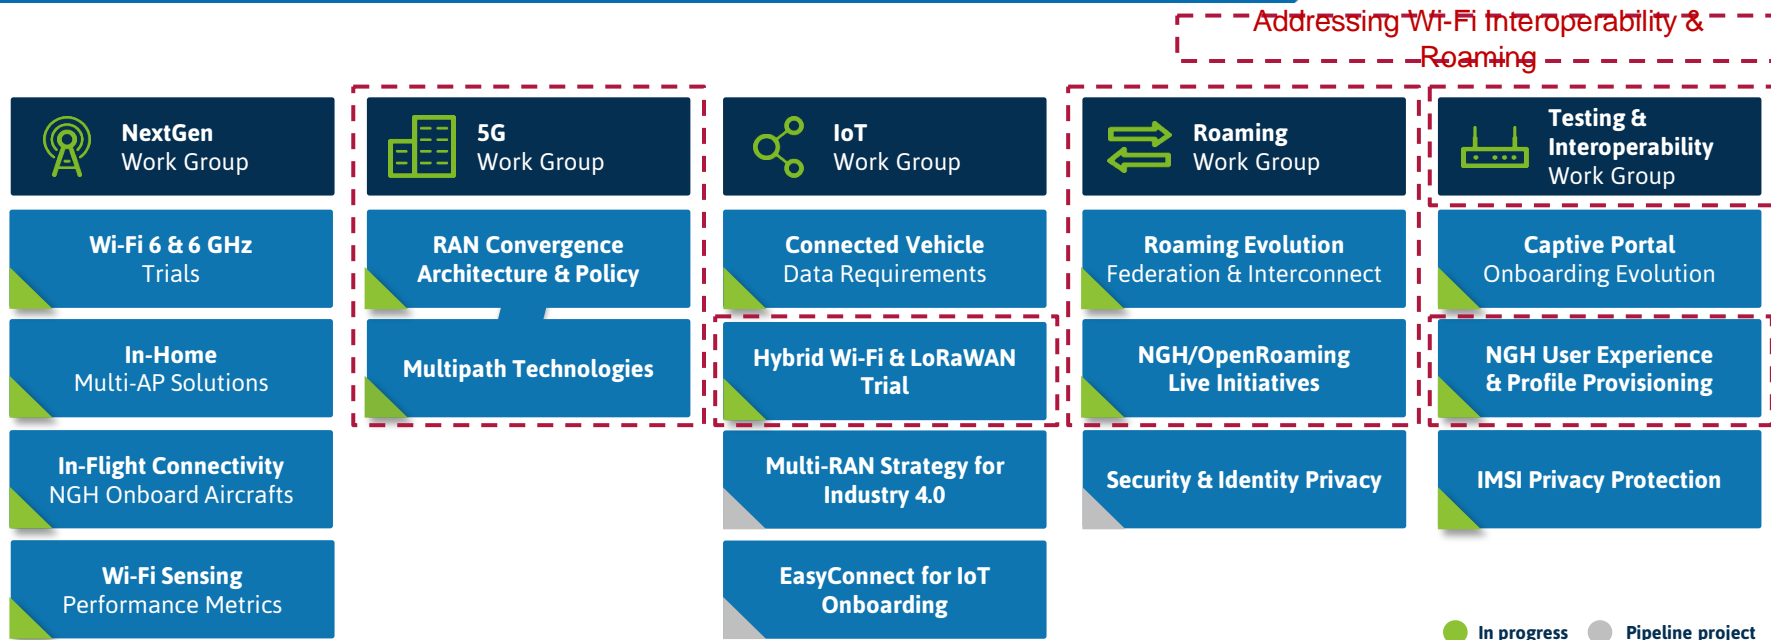 Addressing Wi-Fi Interoperability &
Roaming
NextGen
Work Group
Wi-Fi 6 & 6 GHz
Trials
In-Home
Multi-AP Solutions
In-Flight Connectivity
NGH Onboard Aircrafts
Wi-Fi Sensing
Performance Metrics
5G
Work Group
RAN Convergence
Architecture & Policy
Multipath Technologies
IoT
Work Group
Connected Vehicle
Data Requirements
Hybrid Wi-Fi & LoRaWAN
Trial
Multi-RAN Strategy for
Industry 4.0
EasyConnect for IoT
Onboarding
Roaming
Work Group
Roaming Evolution
Federation & Interconnect
NGH/OpenRoaming
Live Initiatives
Security & Identity Privacy
Testing &
Interoperability
Work Group
Captive Portal
Onboarding Evolution
NGH User Experience
& Profile Provisioning
IMSI Privacy Protection
In progress
Pipeline project